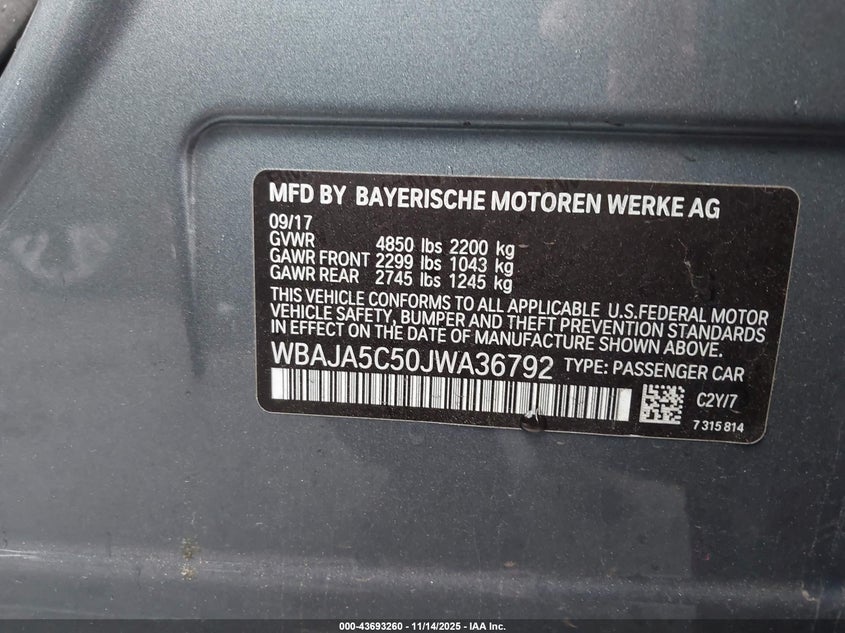 MFD BY BAYERISCHE MOTOREN WERKE AG
09/17
GVWR 4850 lbs 2200 kg
GAWR FRONT 2299 lbs 1043 kg
GAWR REAR 2745 lbs 1245 kg
THIS VEHICLE CONFORMS TO ALL APPLICABLE U.S.FEDERAL MOTOR
VEHICLE SAFETY, BUMPER AND THEFT PREVENTION STANDARDS
IN EFFECT ON THE DATE OF MANUFACTURE SHOWN ABOVE.
WBAJA5C50JWA36792 TYPE: PASSENGER CAR
C2Y/7
7315814
000-43693260 - 11/14/2025 - IAA Inc.